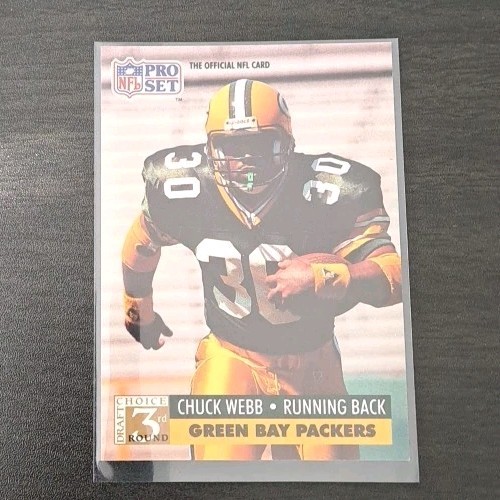 NFL PRO SET ™
THE OFFICIAL NFL CARD
30 30
30
DRAFT CHOICE
3rd
ROUND
CHUCK WEBB • RUNNING BACK
GREEN BAY PACKERS